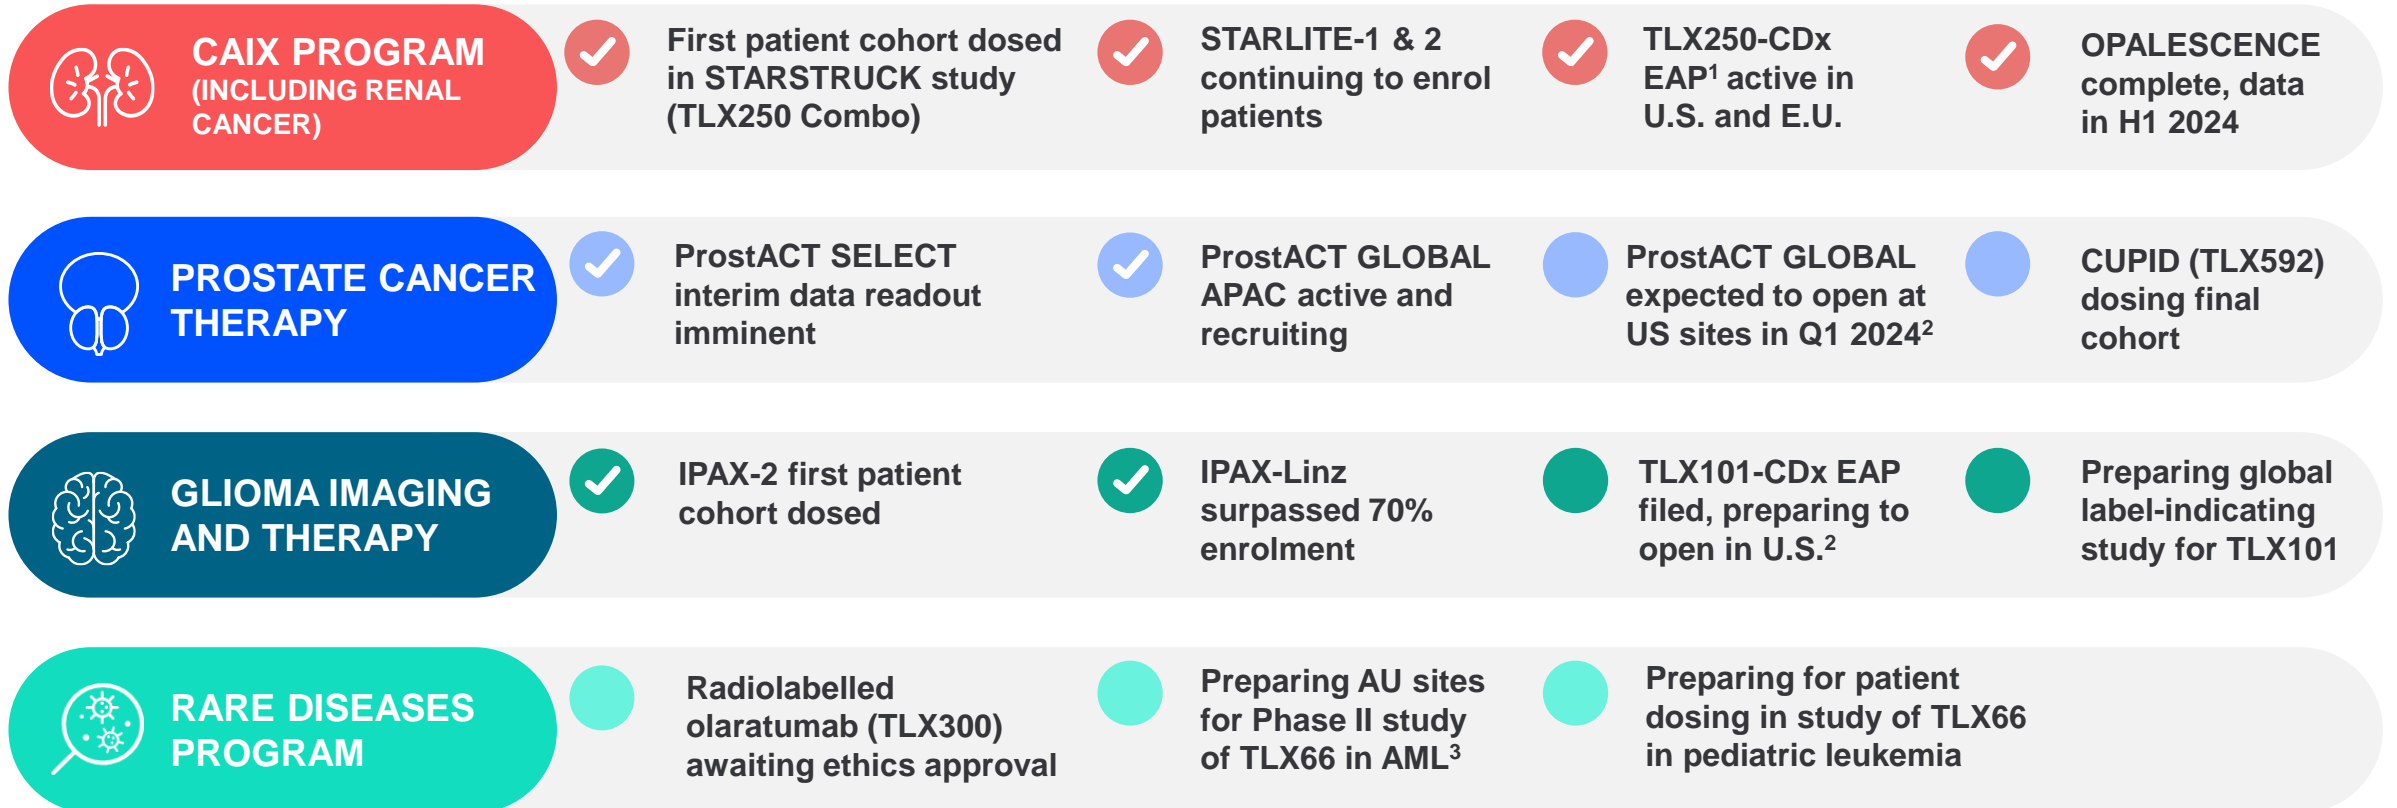 CAIX PROGRAM
(INCLUDING RENAL
CANCER)
First patient cohort dosed
in STARSTRUCK study
(TLX250 Combo)
STARLITE-1 & 2
continuing to enrol
patients
TLX250-CDx
EAP¹ active in
U.S. and E.U.
OPALESCENCE
complete, data
in H1 2024
PROSTATE CANCER
THERAPY
ProstACT SELECT
interim data readout
imminent
ProstACT GLOBAL
APAC active and
recruiting
ProstACT GLOBAL
expected to open at
US sites in Q1 2024²
CUPID (TLX592)
dosing final
cohort
GLIOMA IMAGING
AND THERAPY
IPAX-2 first patient
cohort dosed
IPAX-Linz
surpassed 70%
enrolment
TLX101-CDx EAP
filed, preparing to
open in U.S.²
Preparing global
label-indicating
study for TLX101
RARE DISEASES
PROGRAM
Radiolabelled
olaratumab (TLX300)
awaiting ethics approval
Preparing AU sites
for Phase II study
of TLX66 in AML³
Preparing for patient
dosing in study of TLX66
in pediatric leukemia